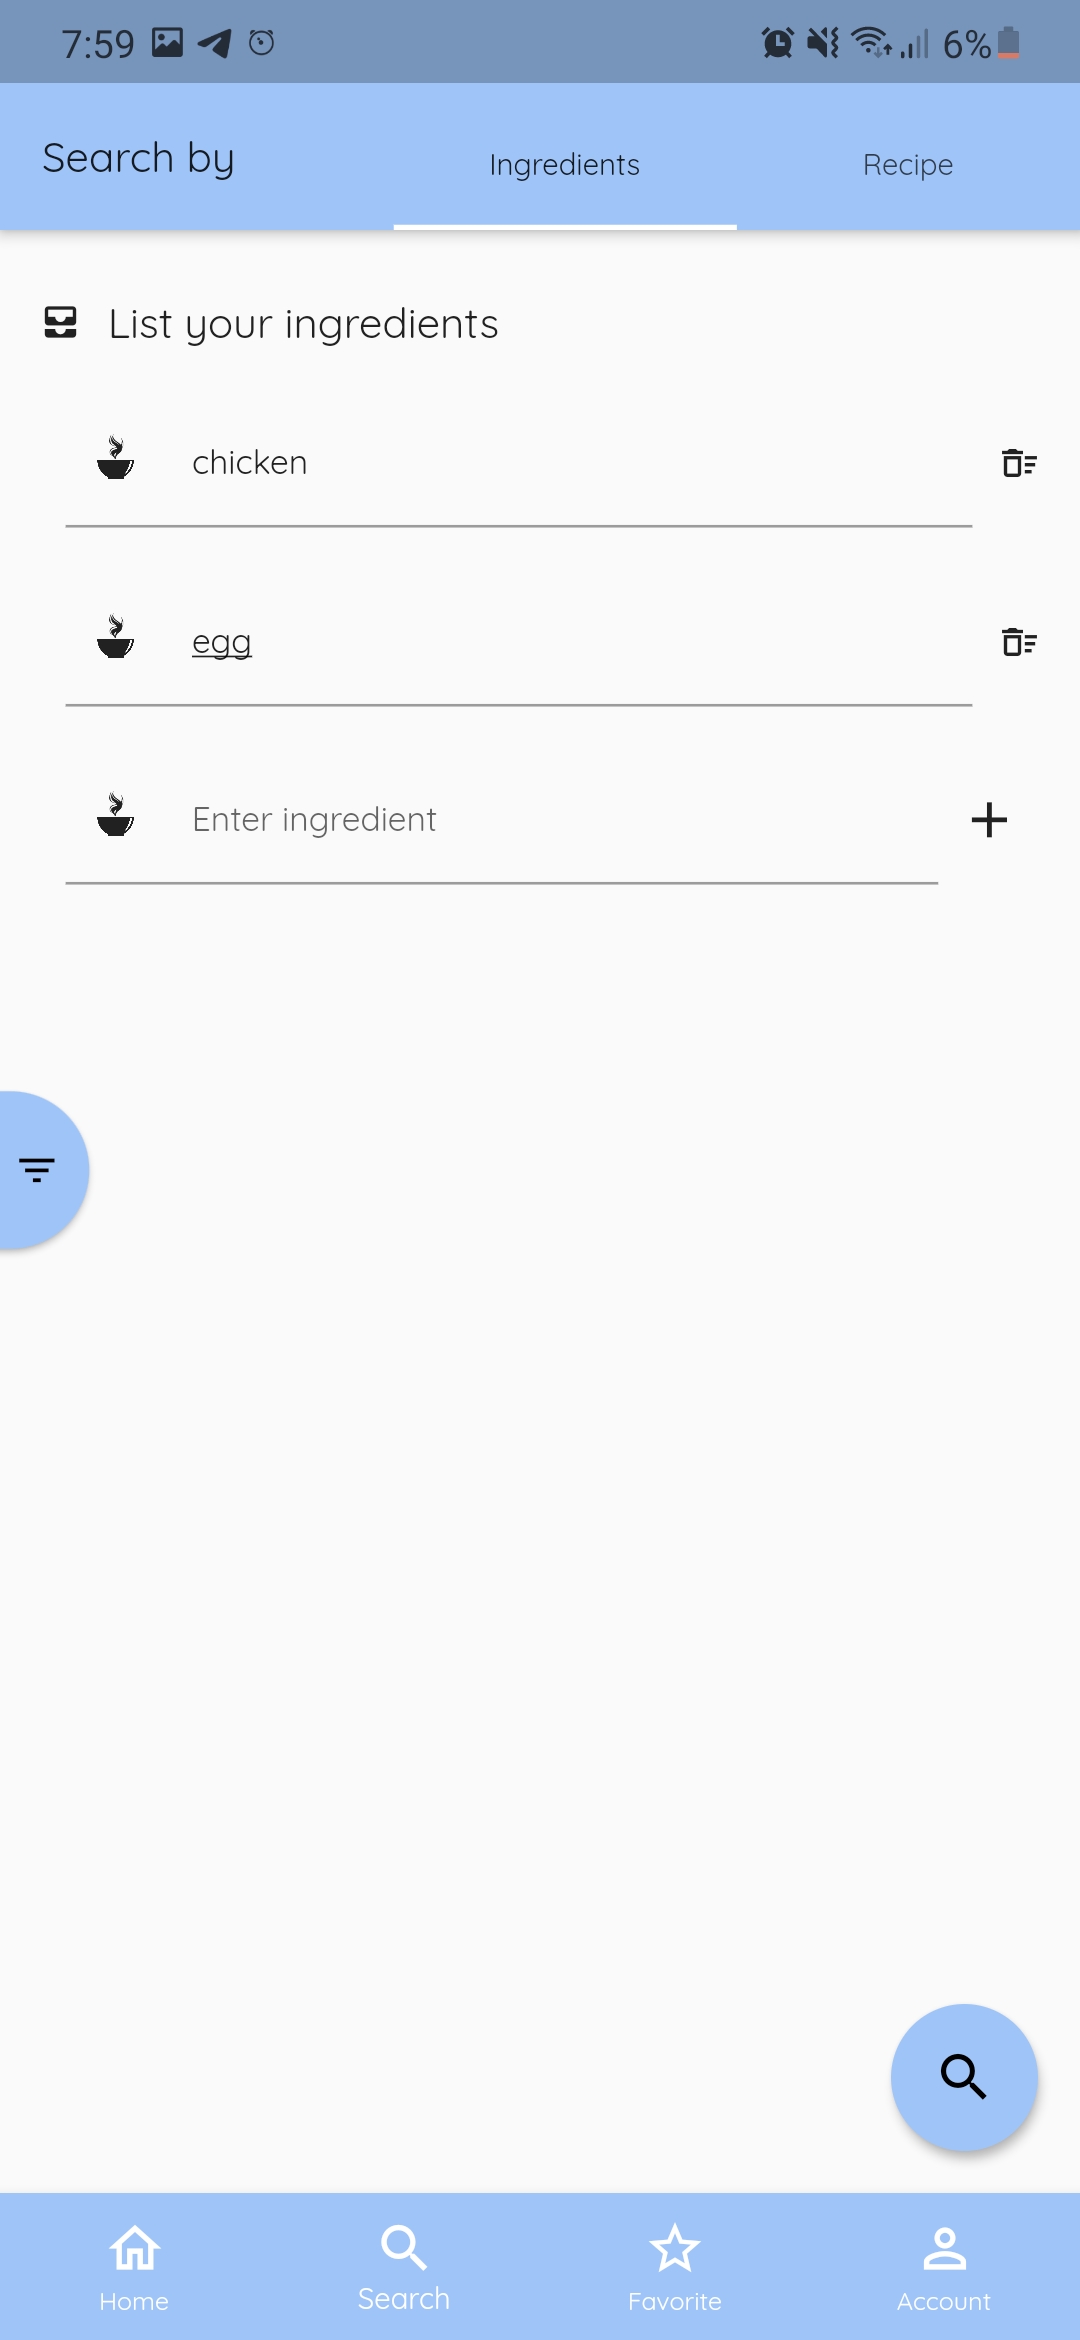 7:59 6%
Search by Ingredients Recipe
List your ingredients
chicken
egg
Enter ingredient
Home Search Favorite Account